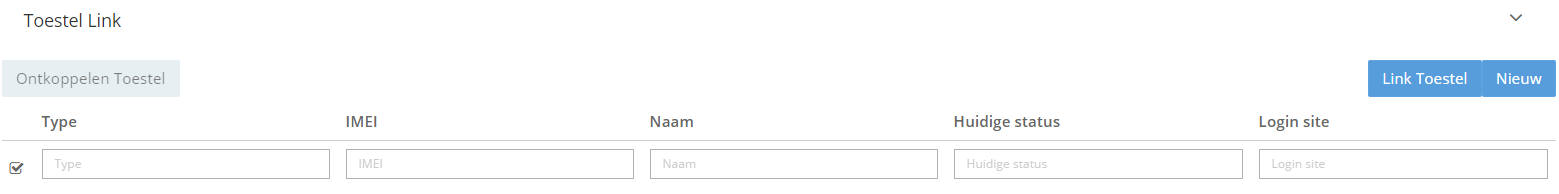 Toestel Link
Ontkoppelen Toestel Link Toestel Nieuw
Type IMEI Naam Huidige status Login site
Type IMEI Naam Huidige status Login site